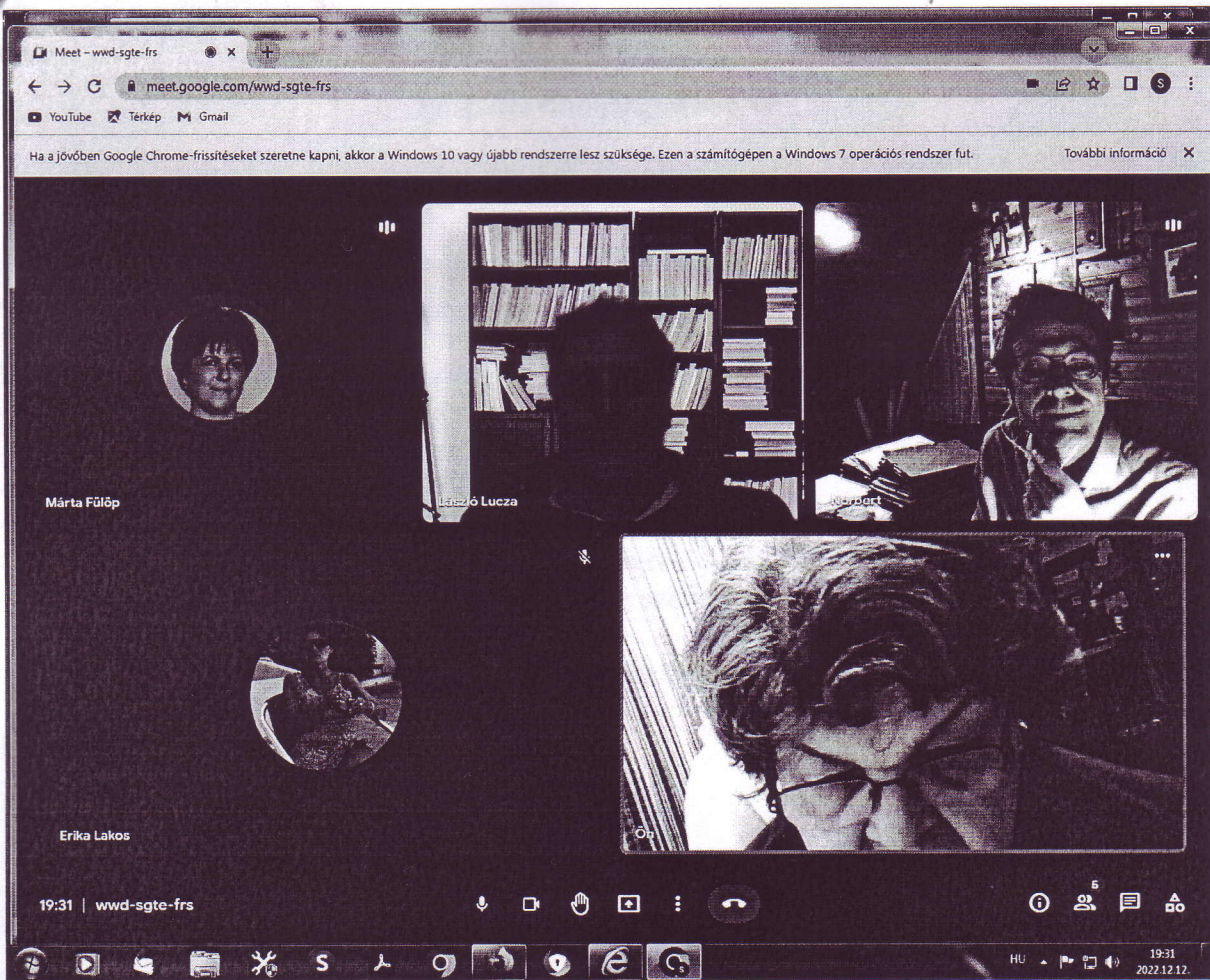 Meet – wwd-sgte-frs
meet.google.com/wwd-sgte-frs
S
YouTube Térkép Gmail
Ha a jövőben Google Chrome-frissítéseket szeretne kapni, akkor a Windows 10 vagy újabb rendszerre lesz szüksége. Ezen a számítógépen a Windows 7 operációs rendszer fut. További információ
Márta Fülöp
László Lucza
Norbert
Erika Lakos
Ön
19:31 | wwd-sgte-frs
5
HU
19:31
2022.12.12.